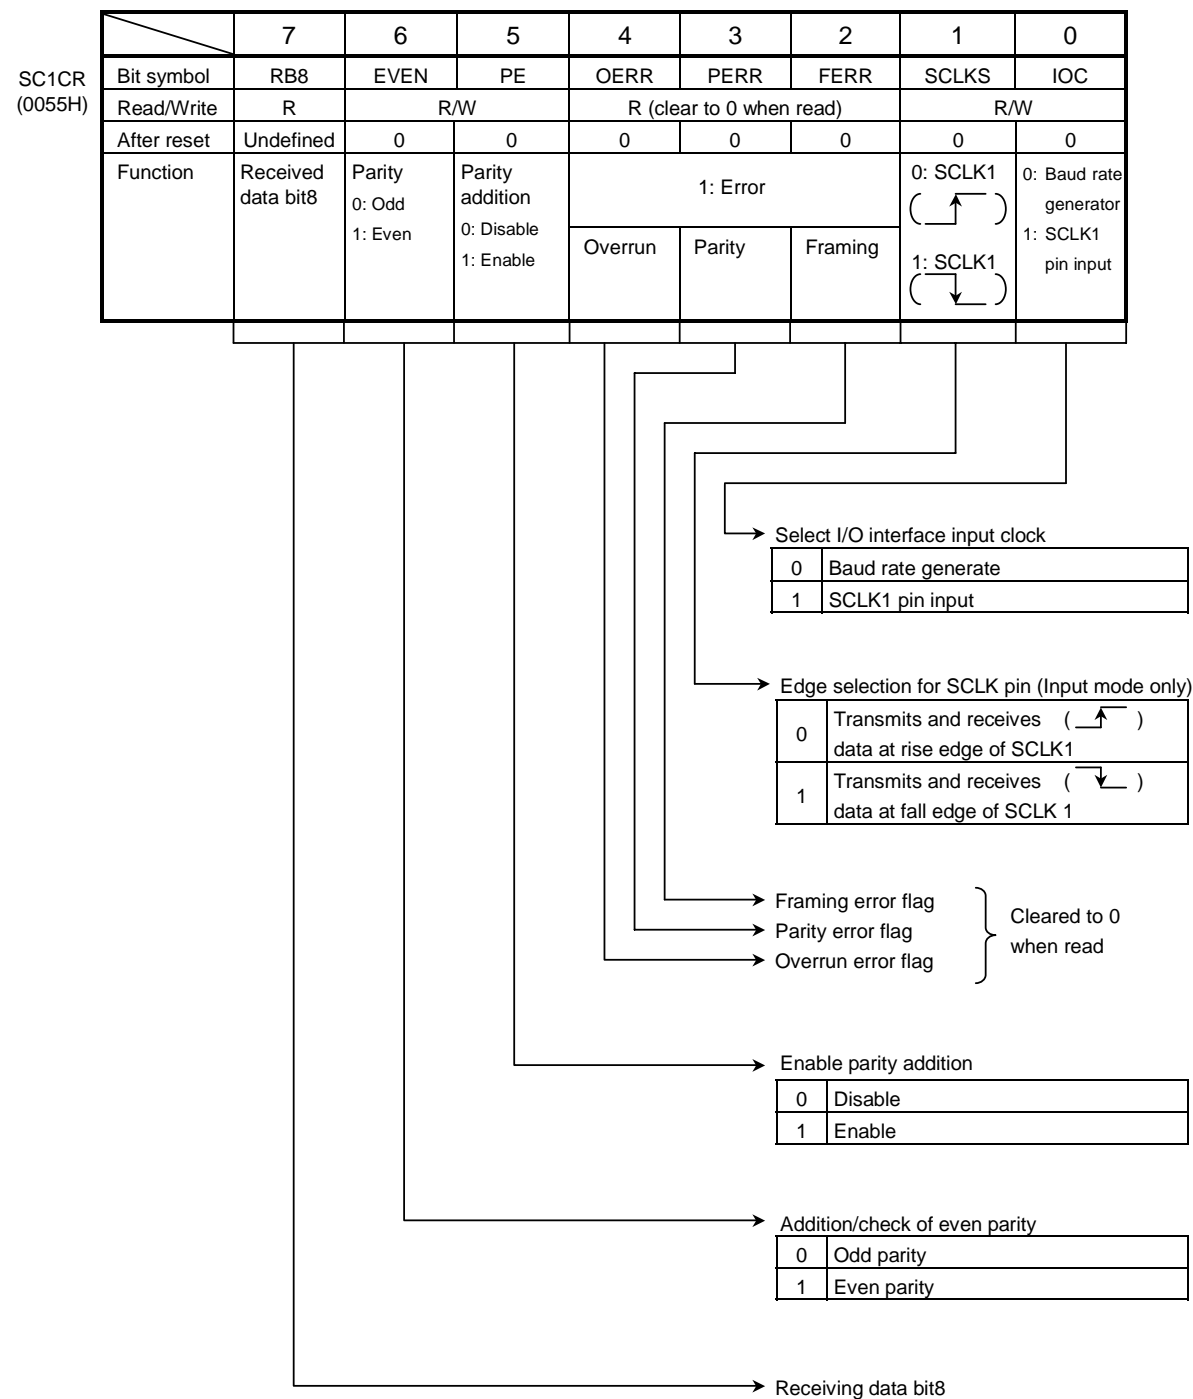 7 6 5 4 3 2 1 0
SC1CR
(0055H)
Bit symbol RB8 EVEN PE OERR PERR FERR SCLKS IOC
Read/Write R R/W R (clear to 0 when read) R/W
After reset Undefined 0 0 0 0 0 0 0
Function
Received
data bit8
Parity
0: Odd
1: Even
Parity
addition
0: Disable
1: Enable
1: Error
Overrun Parity Framing
0: SCLK1
( )
1: SCLK1
( )
0: Baud rate
generator
1: SCLK1
pin input
Select I/O interface input clock
0 Baud rate generate
1 SCLK1 pin input
Edge selection for SCLK pin (Input mode only)
0 Transmits and receives ( )
data at rise edge of SCLK1
1 Transmits and receives ( )
data at fall edge of SCLK 1
Framing error flag
Parity error flag
Overrun error flag
Cleared to 0
when read
Enable parity addition
0 Disable
1 Enable
Addition/check of even parity
0 Odd parity
1 Even parity
Receiving data bit8